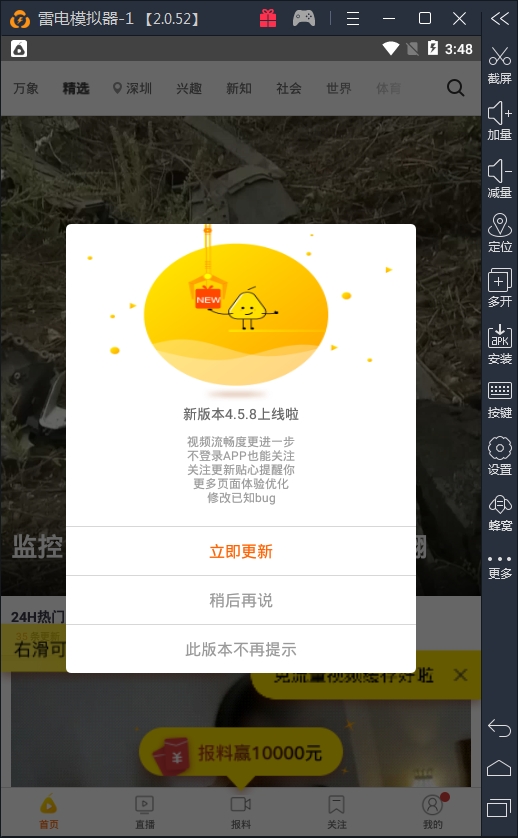 雷电模拟器-1 【2.0.52】
3:48
万象 精选 深圳 兴趣 新知 社会 世界 体育
截屏
加量
减量
定位
多开
APK
安装
按键
设置
蜂窝
更多
NEW
新版本4.5.8上线啦
视频流畅度更进一步
不登录APP也能关注
关注更新贴心提醒你
更多页面体验优化
修改已知bug
监控
立即更新
稍后再说
此版本不再提示
24H热门
右滑可
免流量视频缓存好啦
报料赢10000元
首页 直播 报料 关注 我的